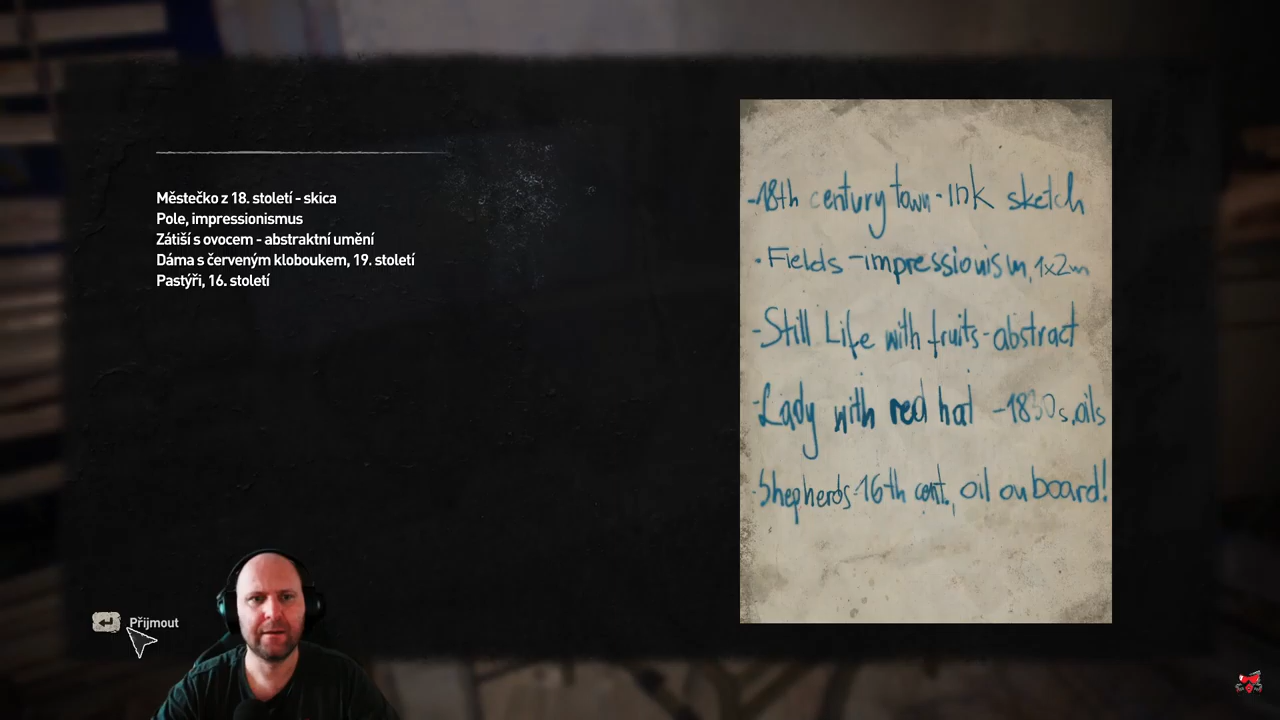 Městečko z 18. století - skica
Pole, impressionismus
Zátiší s ovocem - abstraktní umění
Dáma s červeným kloboukem, 19. století
Pastýři, 16. století
-18th century town-ink sketch
-Fields-impressionism, 1x2m
-Still Life with fruits-abstract
-Lady with red hat -1830s, oils
-Shepherds-16th cent., oil on board!
Přijmout